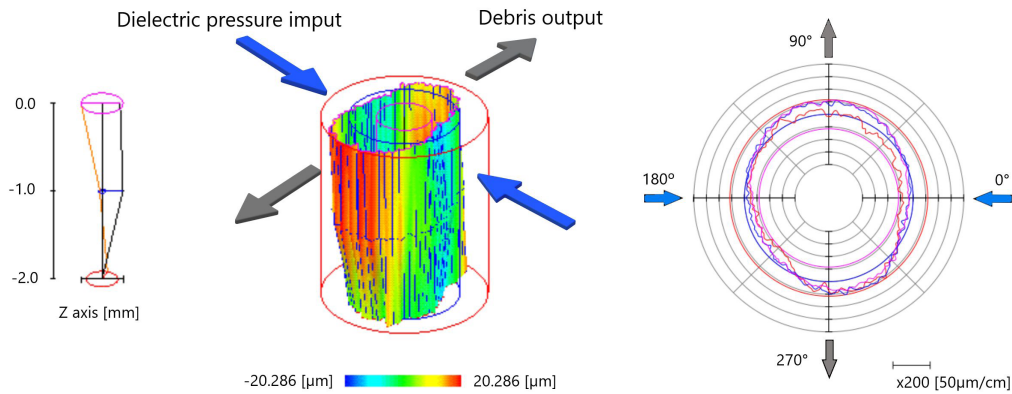 Dielectric pressure imput
Debris output
0.0
-1.0
-2.0
Z axis [mm]
-20.286 [µm]
20.286 [µm]
90°
180°
0°
270°
x200 [50µm/cm]